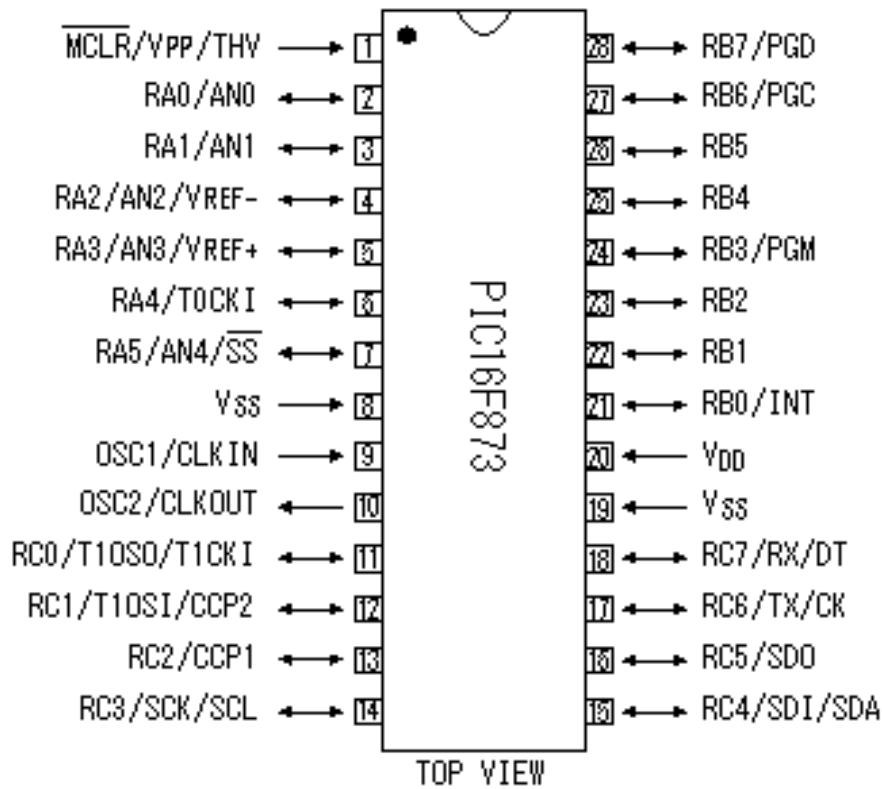 MCLR/VPP/THV 1 28 RB7/PGD
RA0/AN0 2 27 RB6/PGC
RA1/AN1 3 26 RB5
RA2/AN2/VREF- 4 25 RB4
RA3/AN3/VREF+ 5 24 RB3/PGM
RA4/T0CKI 6 23 RB2
RA5/AN4/SS 7 22 RB1
VSS 8 21 RB0/INT
OSC1/CLKIN 9 20 VDD
OSC2/CLKOUT 10 19 VSS
RC0/T1OSO/T1CKI 11 18 RC7/RX/DT
RC1/T1OSI/CCP2 12 17 RC6/TX/CK
RC2/CCP1 13 16 RC5/SDO
RC3/SCK/SCL 14 15 RC4/SDI/SDA
PIC16F873
TOP VIEW